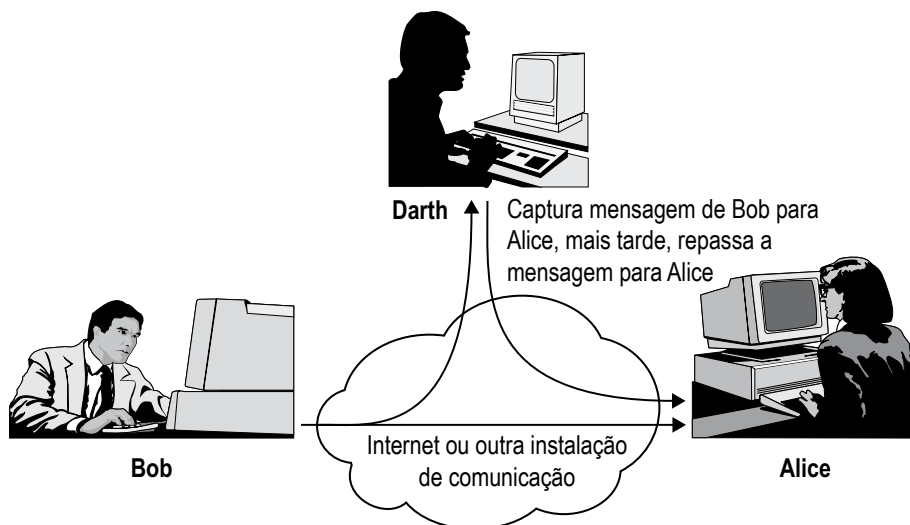 Darth
Captura mensagem de Bob para
Alice, mais tarde, repassa a
mensagem para Alice
Internet ou outra instalação
de comunicação
Bob
Alice